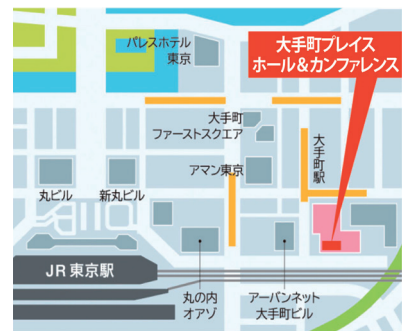 パレスホテル
東京
大手町プレイス
ホール&カンファレンス
大手町
ファーストスクエア
大手町駅
アマン東京
丸ビル
新丸ビル
JR 東京駅
丸の内
オアゾ
アーバンネット
大手町ビル